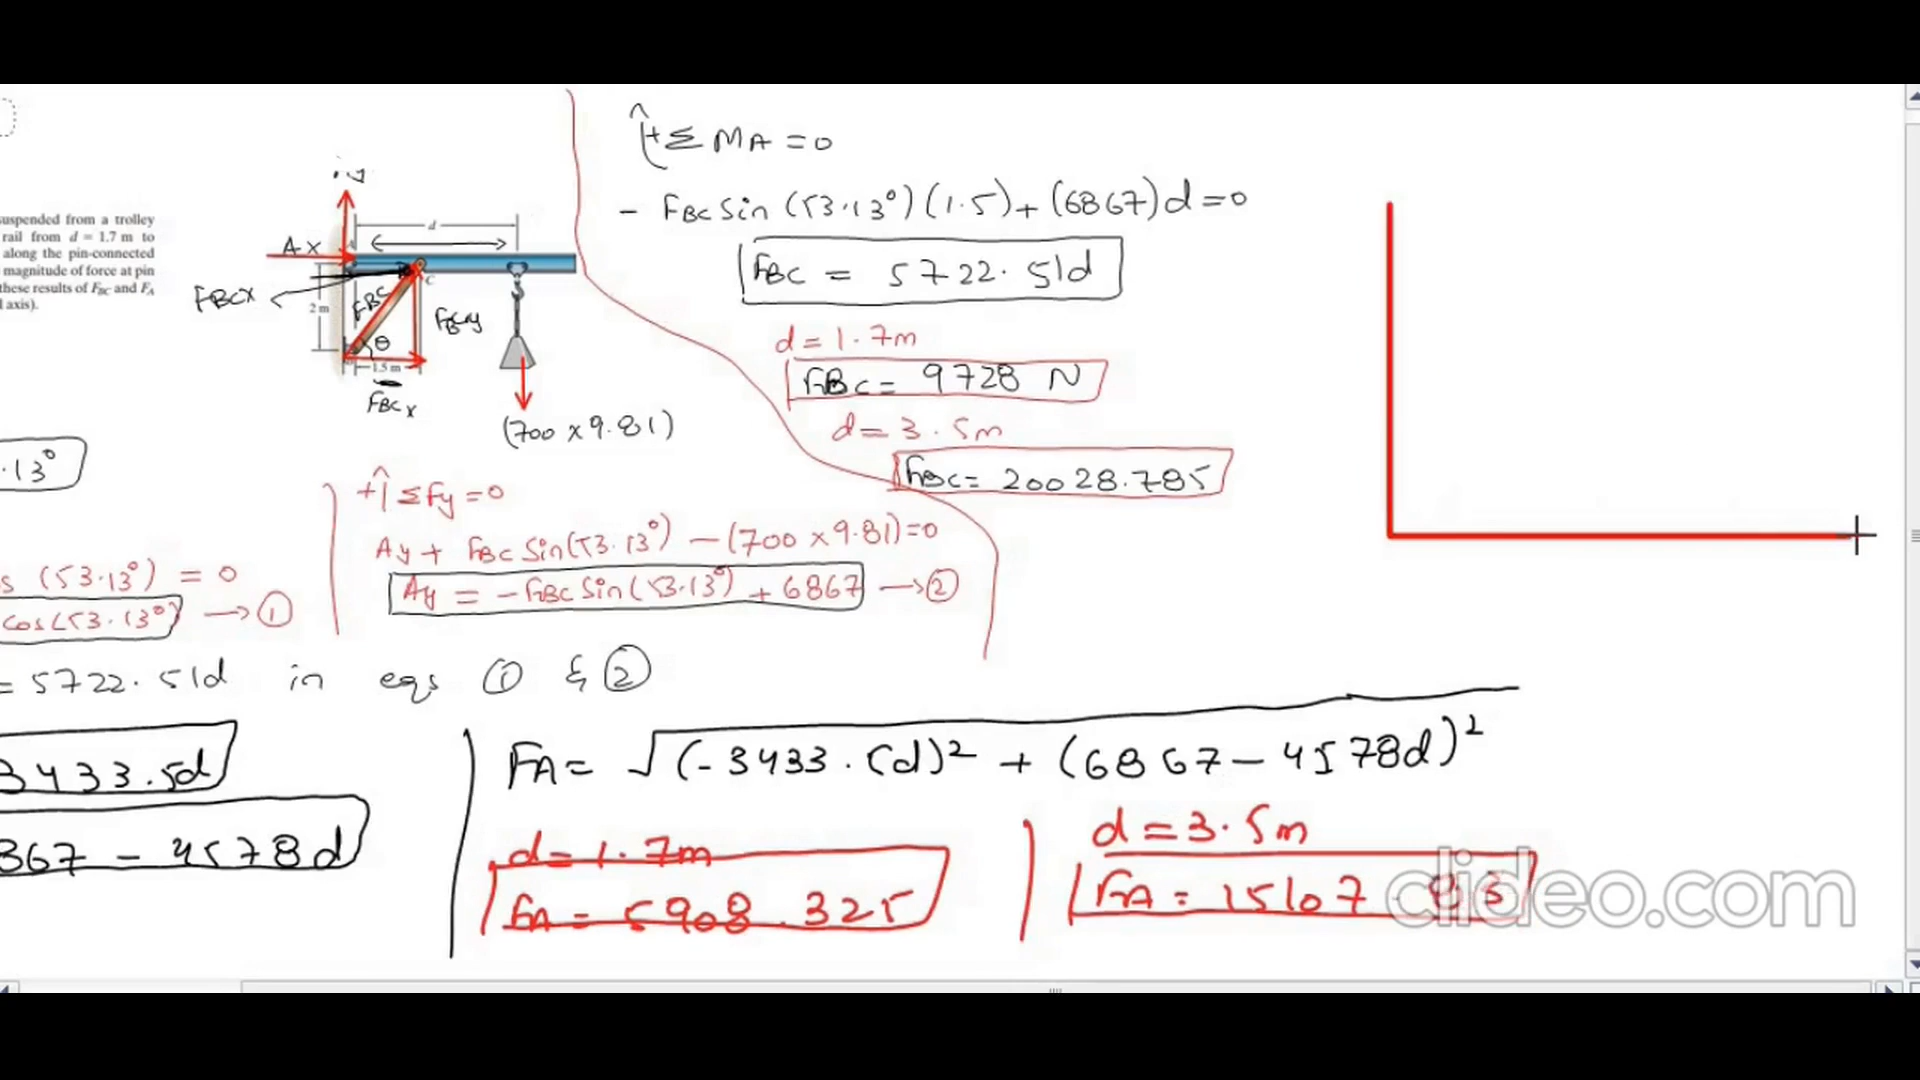 suspended from a trolley
rail from d = 1.7 m to
along the pin-connected
magnitude of force at pin
these results of FBC and FA
axis).
Ax
d
FBCx
FBC
C
FBCy
2 m
θ
1.5 m
FBCx
(700 x 9.81)
.13°
+ΣMA = 0
- FBC Sin (53.13°)(1.5) + (6867)d = 0
FBC = 5722.51d
d = 1.7m
FBC = 9728 N
d = 3.5m
FBC = 20028.785
+↑ΣFy = 0
Ay + FBC Sin(53.13°) - (700 x 9.81) = 0
Ay = - FBC Sin(53.13°) + 6867 → ②
s (53.13°) = 0
cos(53.13°) → ①
= 5722.51d in eqs ① & ②
3433.5d
867 - 4578d
FA = √(-3433.5d)² + (6867 - 4578d)²
d = 1.7m
FA = 5908.325
d = 3.5m
FA = 15107.83
clideo.com